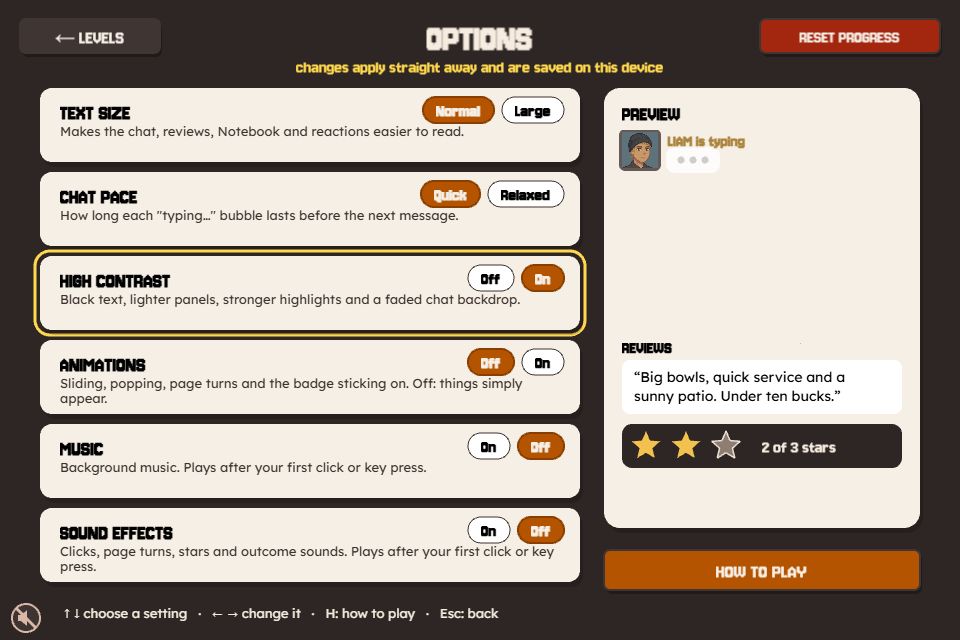 ← LEVELS
OPTIONS
RESET PROGRESS
changes apply straight away and are saved on this device
TEXT SIZE
Normal
Large
Makes the chat, reviews, Notebook and reactions easier to read.
CHAT PACE
Quick
Relaxed
How long each "typing…" bubble lasts before the next message.
HIGH CONTRAST
Off
On
Black text, lighter panels, stronger highlights and a faded chat backdrop.
ANIMATIONS
Off
On
Sliding, popping, page turns and the badge sticking on. Off: things simply
appear.
MUSIC
On
Off
Background music. Plays after your first click or key press.
SOUND EFFECTS
On
Off
Clicks, page turns, stars and outcome sounds. Plays after your first click or key
press.
PREVIEW
LIAM is typing
REVIEWS
“Big bowls, quick service and a
sunny patio. Under ten bucks.”
2 of 3 stars
HOW TO PLAY
↑ ↓ choose a setting · ← → change it · H: how to play · Esc: back